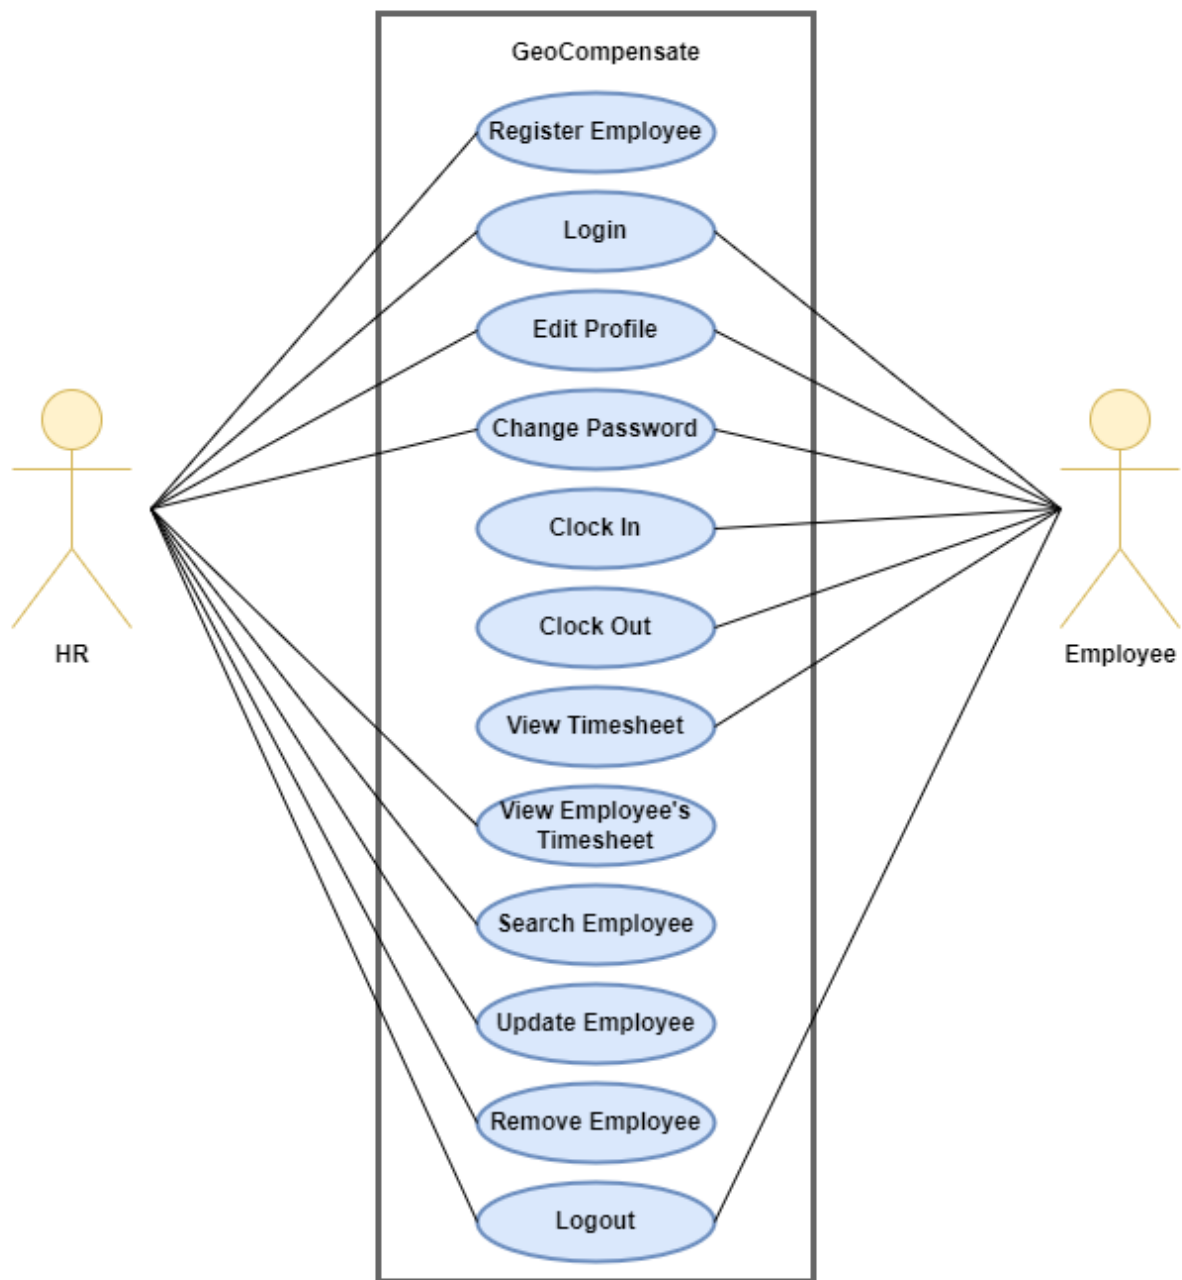 GeoCompensate
Register Employee
Login
Edit Profile
Change Password
Clock In
Clock Out
View Timesheet
View Employee's
Timesheet
Search Employee
Update Employee
Remove Employee
Logout
HR
Employee